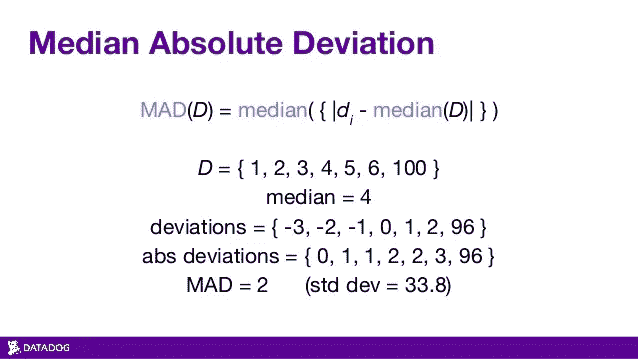 Median Absolute Deviation
MAD(D) = median( { |dᵢ - median(D)| } )
D = { 1, 2, 3, 4, 5, 6, 100 }
median = 4
deviations = { -3, -2, -1, 0, 1, 2, 96 }
abs deviations = { 0, 1, 1, 2, 2, 3, 96 }
MAD = 2 (std dev = 33.8)
DATADOG